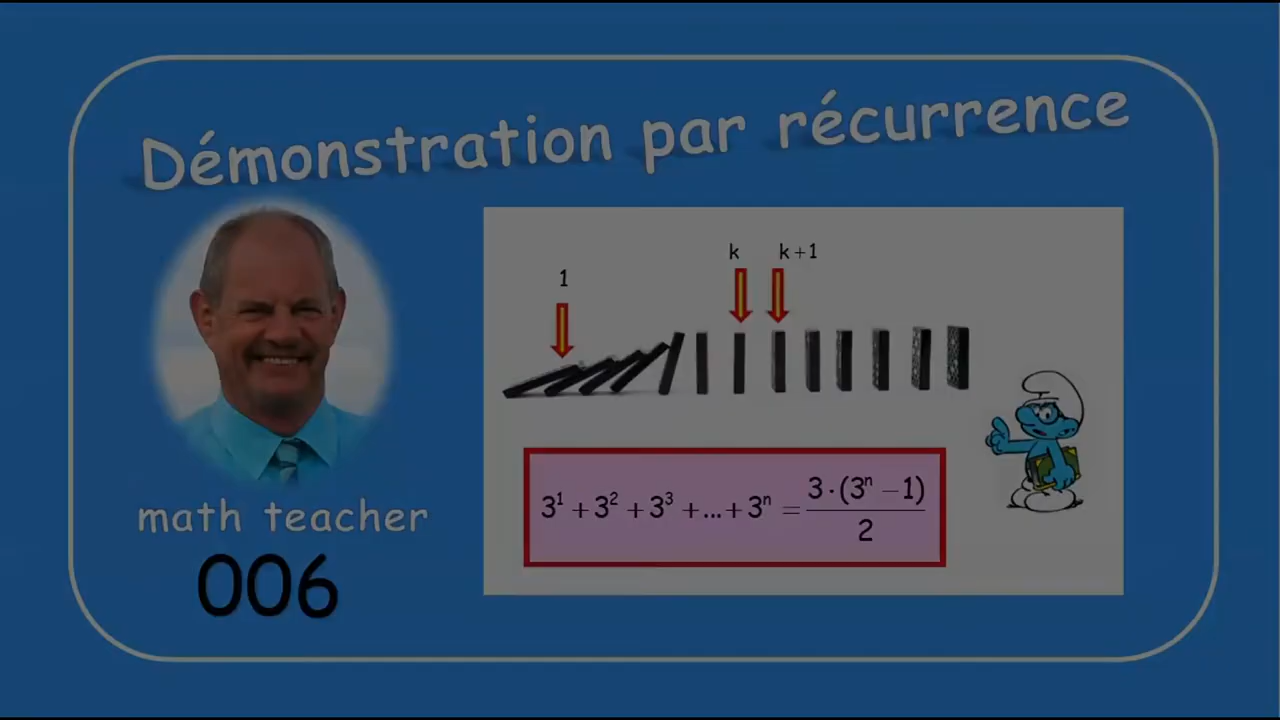 Démonstration par récurrence
1
k
k + 1
3¹ + 3² + 3³ + ... + 3ⁿ = 3 · (3ⁿ − 1) / 2
math teacher
006